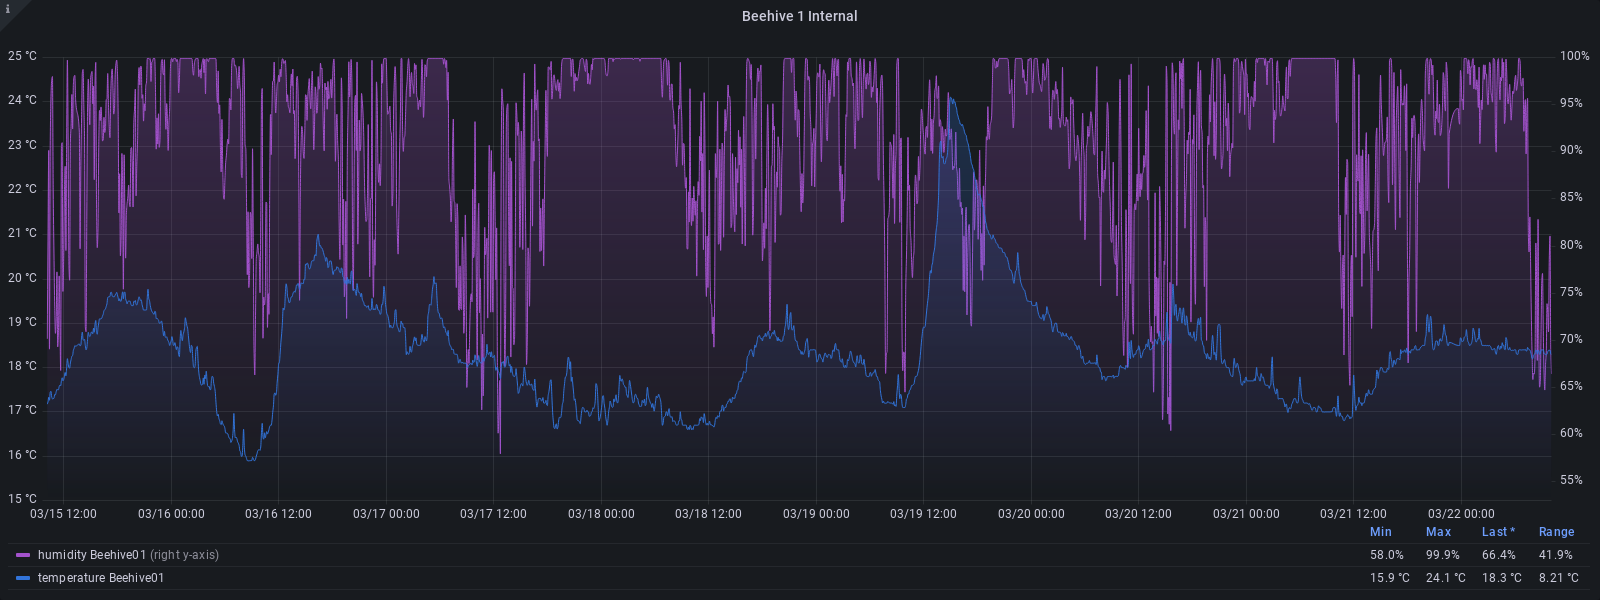 i
Beehive 1 Internal
25 °C
24 °C
23 °C
22 °C
21 °C
20 °C
19 °C
18 °C
17 °C
16 °C
15 °C
100%
95%
90%
85%
80%
75%
70%
65%
60%
55%
03/15 12:00 03/16 00:00 03/16 12:00 03/17 00:00 03/17 12:00 03/18 00:00 03/18 12:00 03/19 00:00 03/19 12:00 03/20 00:00 03/20 12:00 03/21 00:00 03/21 12:00 03/22 00:00
Min Max Last * Range
humidity Beehive01 (right y-axis) 58.0% 99.9% 66.4% 41.9%
temperature Beehive01 15.9 °C 24.1 °C 18.3 °C 8.21 °C